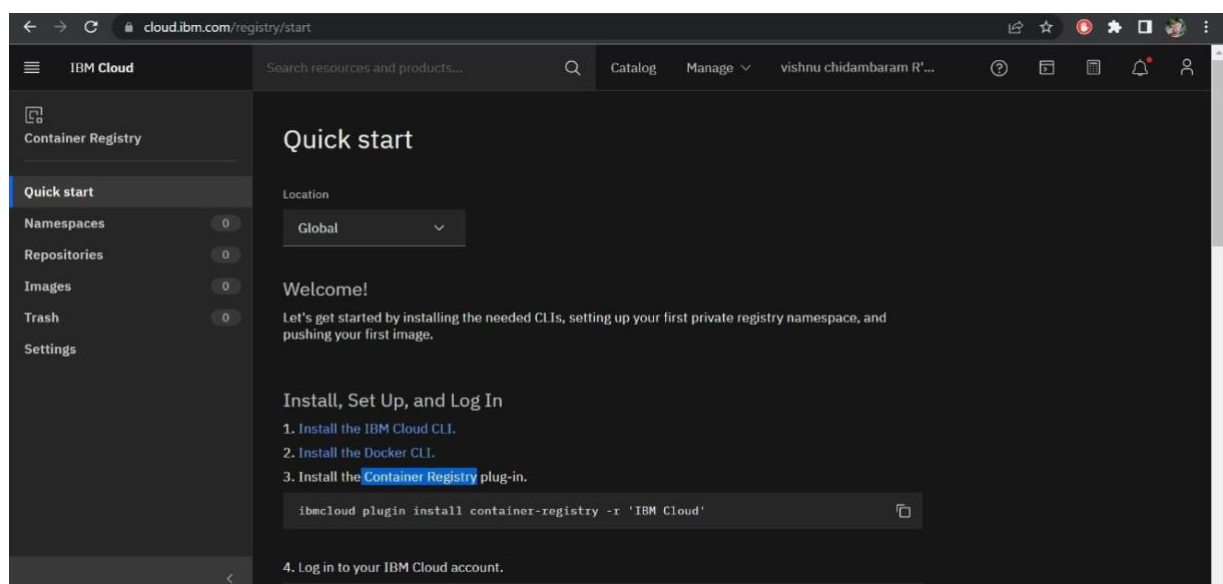 cloud.ibm.com/registry/start
IBM Cloud
Search resources and products...
Catalog
Manage
vishnu chidambaram R'...
Container Registry
Quick start
Namespaces 0
Repositories 0
Images 0
Trash 0
Settings
Quick start
Location
Global
Welcome!
Let's get started by installing the needed CLIs, setting up your first private registry namespace, and
pushing your first image.
Install, Set Up, and Log In
1. Install the IBM Cloud CLI.
2. Install the Docker CLI.
3. Install the Container Registry plug-in.
ibmcloud plugin install container-registry -r 'IBM Cloud'
4. Log in to your IBM Cloud account.